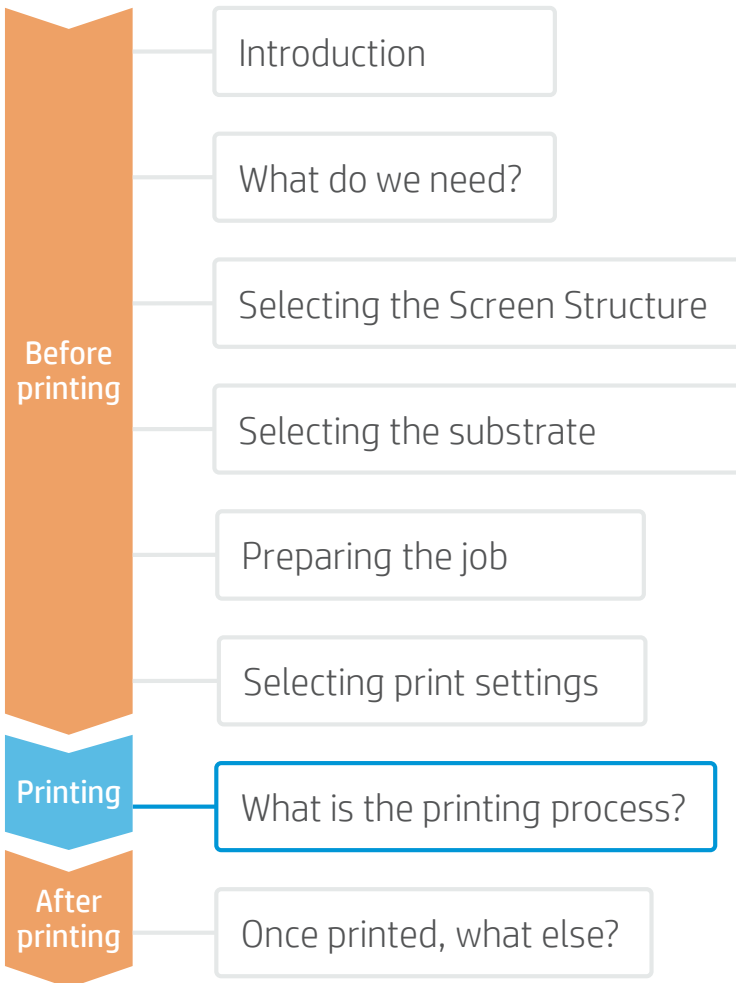 Introduction
What do we need?
Selecting the Screen Structure
Before
printing
Selecting the substrate
Preparing the job
Selecting print settings
Printing
What is the printing process?
After
printing
Once printed, what else?